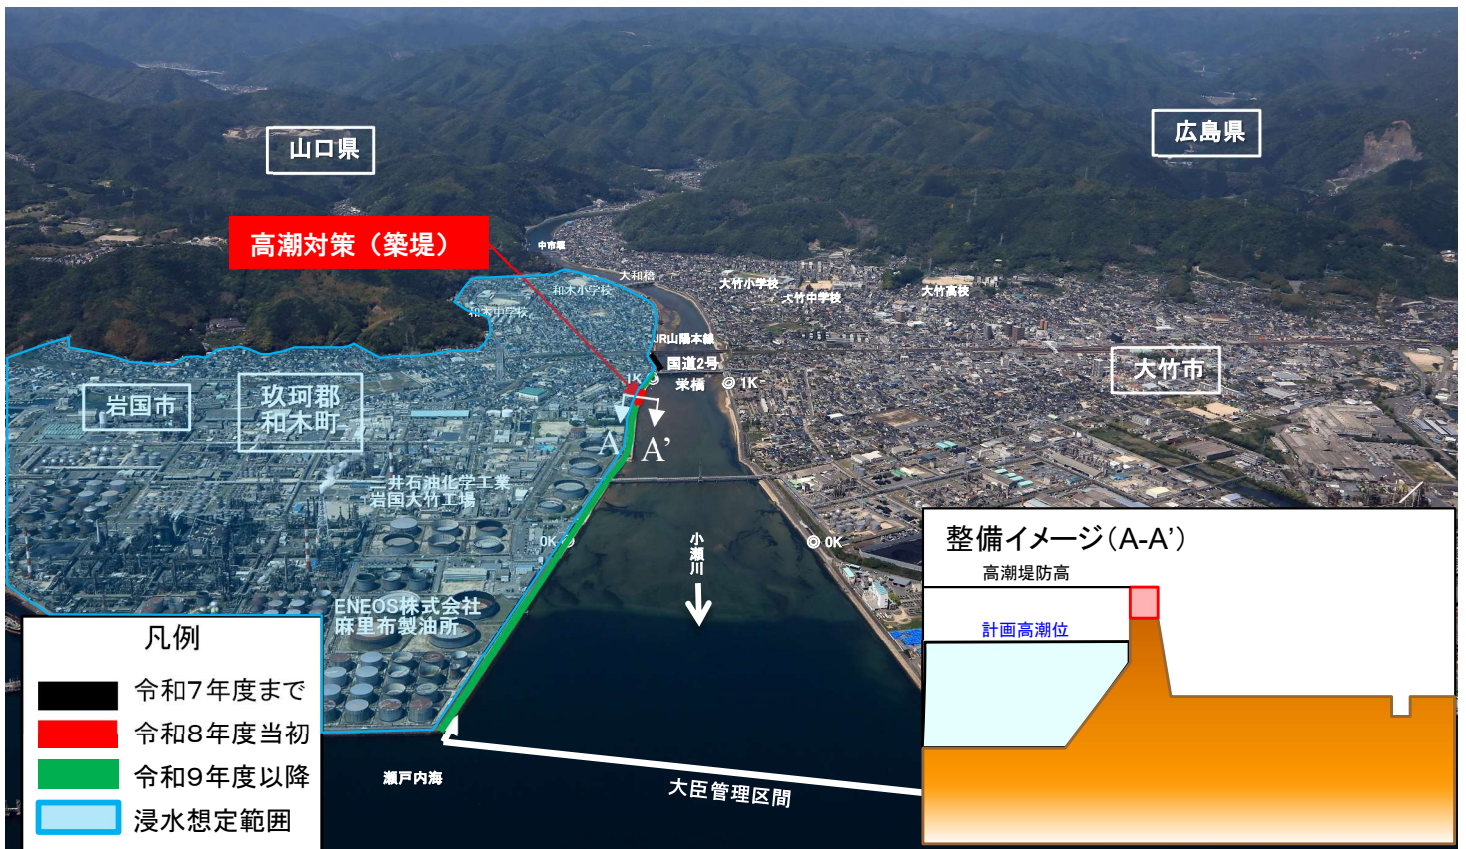 山口県
広島県
高潮対策（築堤）
中市堰
大和橋
和木小学校
和木中学校
大竹小学校
大竹中学校
大竹高校
JR山陽本線
国道2号
栄橋
1K
1K
大竹市
岩国市
玖珂郡
和木町
A
A’
三井石油化学工業
岩国大竹工場
0K
0K
小瀬川
ENEOS株式会社
麻里布製油所
瀬戸内海
大臣管理区間
凡例
令和７年度まで
令和８年度当初
令和９年度以降
浸水想定範囲
整備イメージ（A-A’）
高潮堤防高
計画高潮位